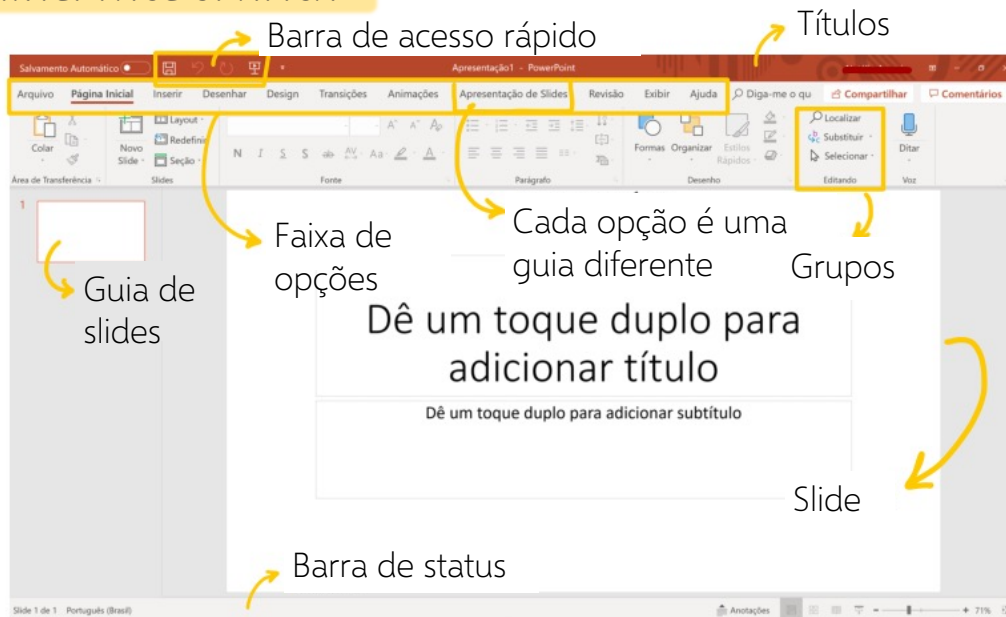 Barra de acesso rápido
Títulos
Salvamento Automático
Apresentação1 - PowerPoint
Arquivo Página Inicial Inserir Desenhar Design Transições Animações Apresentação de Slides Revisão Exibir Ajuda Diga-me o qu Compartilhar Comentários
Colar
Novo Slide
Layout
Redefinir
Seção
N I S S ab AV Aa A
A A A
Formas Organizar Estilos Rápidos
Localizar
Substituir
Selecionar
Ditar
Área de Transferência Slides Fonte Parágrafo Desenho Editando Voz
1
Guia de
slides
Faixa de
opções
Cada opção é uma
guia diferente
Grupos
Dê um toque duplo para
adicionar título
Dê um toque duplo para adicionar subtítulo
Slide
Barra de status
Slide 1 de 1 Português (Brasil) Anotações 71%